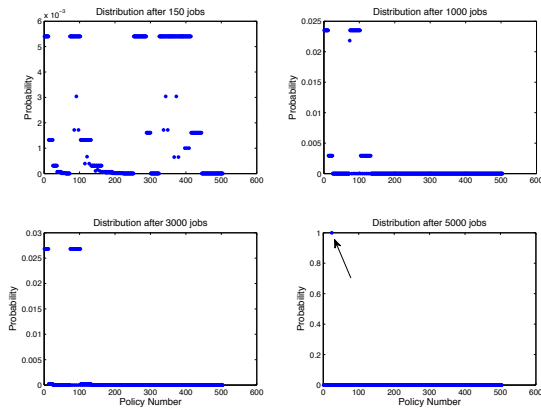 Distribution after 150 jobs
x 10⁻³
6
5
4
3
2
1
0
0 100 200 300 400 500 600
Probability
Distribution after 1000 jobs
0.025
0.02
0.015
0.01
0.005
0
0 100 200 300 400 500 600
Probability
Distribution after 3000 jobs
0.03
0.025
0.02
0.015
0.01
0.005
0
0 100 200 300 400 500 600
Probability
Policy Number
Distribution after 5000 jobs
1
0.8
0.6
0.4
0.2
0
0 100 200 300 400 500 600
Probability
Policy Number